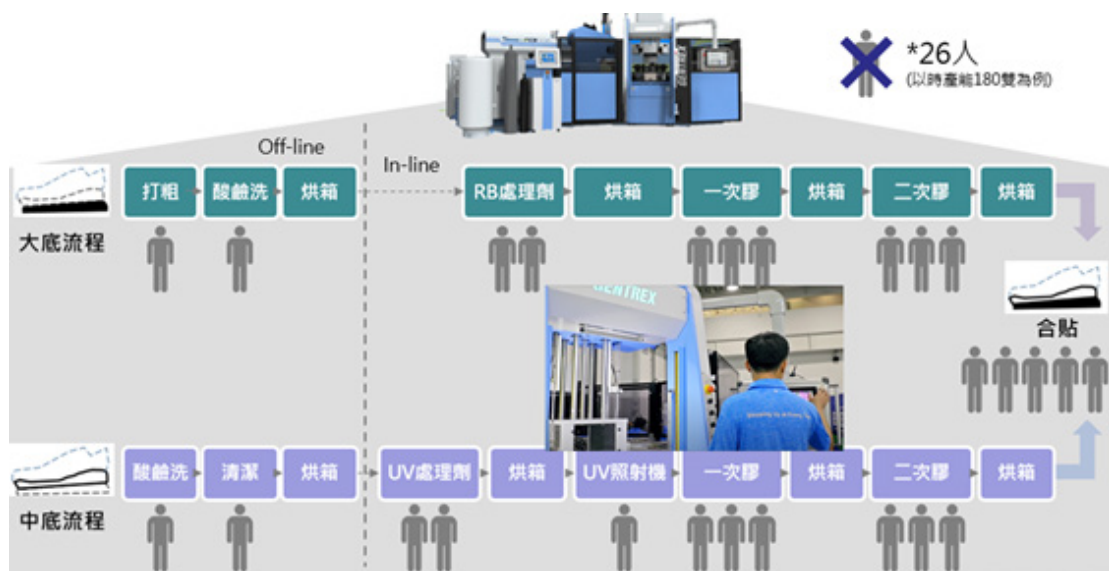 *26人
(以時產能180雙為例)
Off-line
In-line
打粗 酸鹼洗 烘箱 RB處理劑 烘箱 一次膠 烘箱 二次膠 烘箱
大底流程
合貼
酸鹼洗 清潔 烘箱 UV處理劑 烘箱 UV照射機 一次膠 烘箱 二次膠 烘箱
中底流程